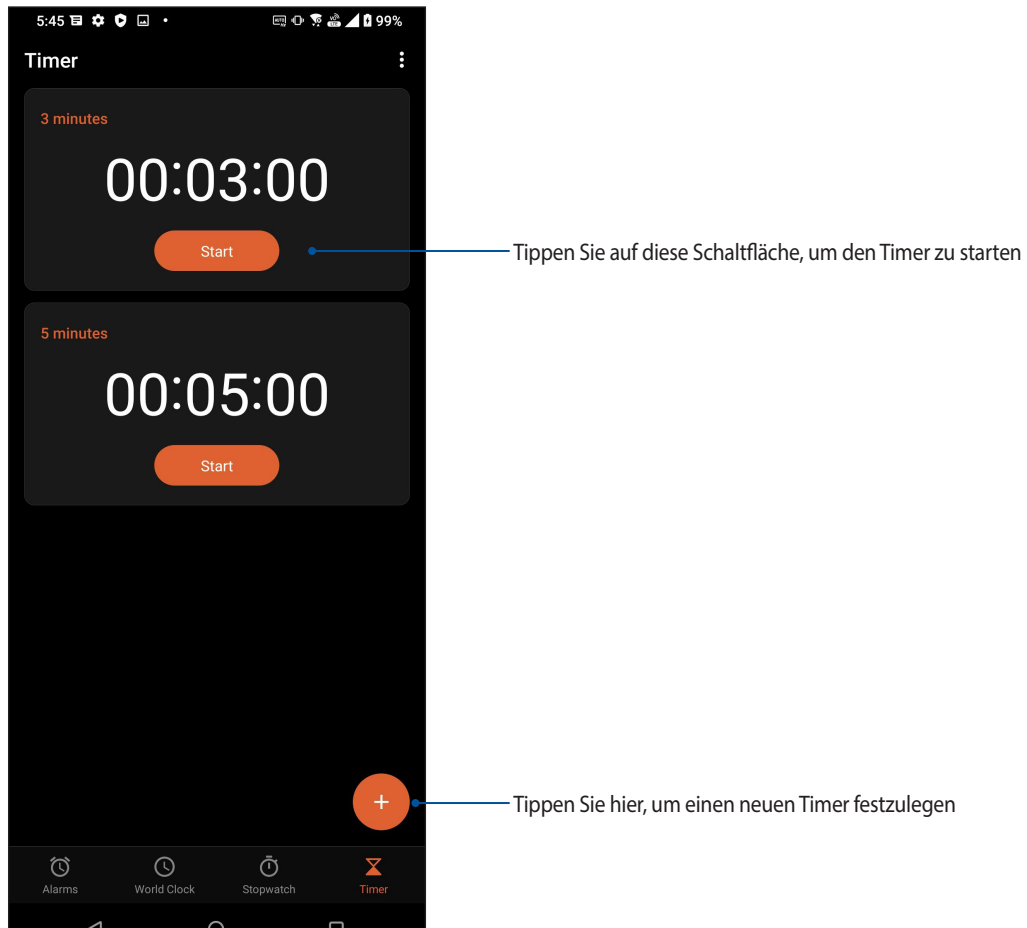 5:45 99%
Timer
3 minutes
00:03:00
Start
Tippen Sie auf diese Schaltfläche, um den Timer zu starten
5 minutes
00:05:00
Start
+
Tippen Sie hier, um einen neuen Timer festzulegen
Alarms World Clock Stopwatch Timer